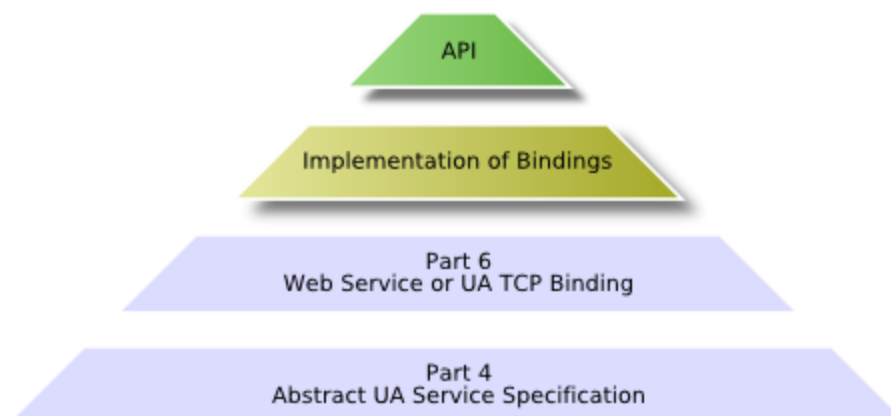 API
Implementation of Bindings
Part 6
Web Service or UA TCP Binding
Part 4
Abstract UA Service Specification